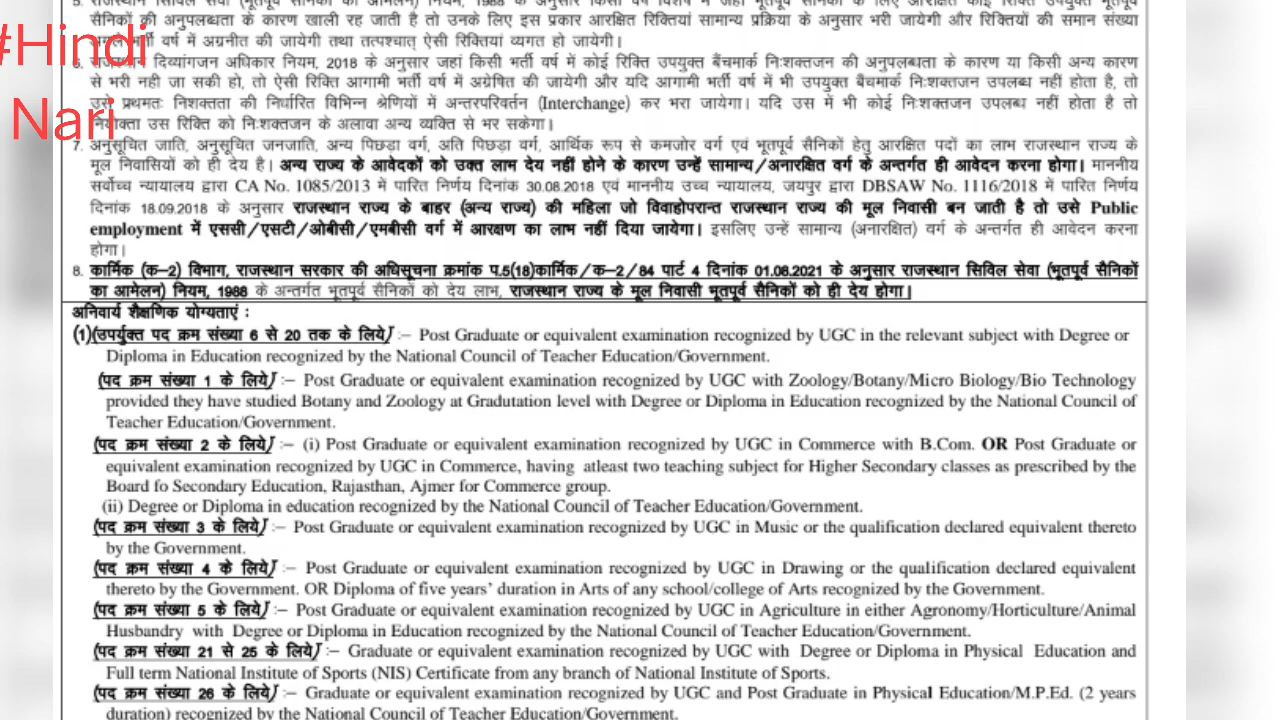 5. राजस्थान सिविल सेवा (भूतपूर्व सैनिकों का आमेलन) नियम, 1988 के अनुसार किसी वर्ष विशेष में जहां भूतपूर्व सैनिकों के लिए आरक्षित कोई रिक्ति उपयुक्त भूतपूर्व
सैनिकों की अनुपलब्धता के कारण खाली रह जाती है तो उनके लिए इस प्रकार आरक्षित रिक्तियां सामान्य प्रक्रिया के अनुसार भरी जायेगी और रिक्तियों की समान संख्या
अगले भर्ती वर्ष में अग्रनीत की जायेगी तथा तत्पश्चात् ऐसी रिक्तियां व्यगत हो जायेगी।
#Hindi
6. राजस्थान दिव्यांगजन अधिकार नियम, 2018 के अनुसार जहां किसी भर्ती वर्ष में कोई रिक्ति उपयुक्त बैंचमार्क निःशक्तजन की अनुपलब्धता के कारण या किसी अन्य कारण
से भरी नही जा सकी हो, तो ऐसी रिक्ति आगामी भर्ती वर्ष में अग्रेषित की जायेगी और यदि आगामी भर्ती वर्ष में भी उपयुक्त बैंचमार्क निःशक्तजन उपलब्ध नहीं होता है, तो
उसे प्रथमतः निशक्तता की निर्धारित विभिन्न श्रेणियों में अन्तरपरिवर्तन (Interchange) कर भरा जायेगा। यदि उस में भी कोई निःशक्तजन उपलब्ध नहीं होता है तो
Nari
नियोक्ता उस रिक्ति को निःशक्तजन के अलावा अन्य व्यक्ति से भर सकेगा।
7. अनुसूचित जाति, अनुसूचित जनजाति, अन्य पिछड़ा वर्ग, अति पिछड़ा वर्ग, आर्थिक रूप से कमजोर वर्ग एवं भूतपूर्व सैनिकों हेतु आरक्षित पदों का लाभ राजस्थान राज्य के
मूल निवासियों को ही देय है। अन्य राज्य के आवेदकों को उक्त लाभ देय नहीं होने के कारण उन्हें सामान्य/अनारक्षित वर्ग के अन्तर्गत ही आवेदन करना होगा। माननीय
सर्वोच्च न्यायालय द्वारा CA No. 1085/2013 में पारित निर्णय दिनांक 30.08.2018 एवं माननीय उच्च न्यायालय, जयपुर द्वारा DBSAW No. 1116/2018 में पारित निर्णय
दिनांक 18.09.2018 के अनुसार राजस्थान राज्य के बाहर (अन्य राज्य) की महिला जो विवाहोपरान्त राजस्थान राज्य की मूल निवासी बन जाती है तो उसे Public
employment में एससी/एसटी/ओबीसी/एमबीसी वर्ग में आरक्षण का लाभ नहीं दिया जायेगा। इसलिए उन्हें सामान्य (अनारक्षित) वर्ग के अन्तर्गत ही आवेदन करना
होगा।
8. कार्मिक (क-2) विभाग, राजस्थान सरकार की अधिसूचना क्रमांक प.5(18)कार्मिक/क-2/84 पार्ट 4 दिनांक 01.08.2021 के अनुसार राजस्थान सिविल सेवा (भूतपूर्व सैनिकों
का आमेलन) नियम, 1988 के अन्तर्गत भूतपूर्व सैनिकों को देय लाभ, राजस्थान राज्य के मूल निवासी भूतपूर्व सैनिकों को ही देय होगा।
अनिवार्य शैक्षणिक योग्यताएं :
(1)(उपर्युक्त पद क्रम संख्या 6 से 20 तक के लिये) :– Post Graduate or equivalent examination recognized by UGC in the relevant subject with Degree or
Diploma in Education recognized by the National Council of Teacher Education/Government.
(पद क्रम संख्या 1 के लिये) :– Post Graduate or equivalent examination recognized by UGC with Zoology/Botany/Micro Biology/Bio Technology
provided they have studied Botany and Zoology at Gradutation level with Degree or Diploma in Education recognized by the National Council of
Teacher Education/Government.
(पद क्रम संख्या 2 के लिये) :– (i) Post Graduate or equivalent examination recognized by UGC in Commerce with B.Com. OR Post Graduate or
equivalent examination recognized by UGC in Commerce, having atleast two teaching subject for Higher Secondary classes as prescribed by the
Board fo Secondary Education, Rajasthan, Ajmer for Commerce group.
(ii) Degree or Diploma in education recognized by the National Council of Teacher Education/Government.
(पद क्रम संख्या 3 के लिये) :– Post Graduate or equivalent examination recognized by UGC in Music or the qualification declared equivalent thereto
by the Government.
(पद क्रम संख्या 4 के लिये) :– Post Graduate or equivalent examination recognized by UGC in Drawing or the qualification declared equivalent
thereto by the Government. OR Diploma of five years' duration in Arts of any school/college of Arts recognized by the Government.
(पद क्रम संख्या 5 के लिये) :– Post Graduate or equivalent examination recognized by UGC in Agriculture in either Agronomy/Horticulture/Animal
Husbandry with Degree or Diploma in Education recognized by the National Council of Teacher Education/Government.
(पद क्रम संख्या 21 से 25 के लिये) :– Graduate or equivalent examination recognized by UGC with Degree or Diploma in Physical Education and
Full term National Institute of Sports (NIS) Certificate from any branch of National Institute of Sports.
(पद क्रम संख्या 26 के लिये) :– Graduate or equivalent examination recognized by UGC and Post Graduate in Physical Education/M.P.Ed. (2 years
duration) recognized by the National Council of Teacher Education/Government.